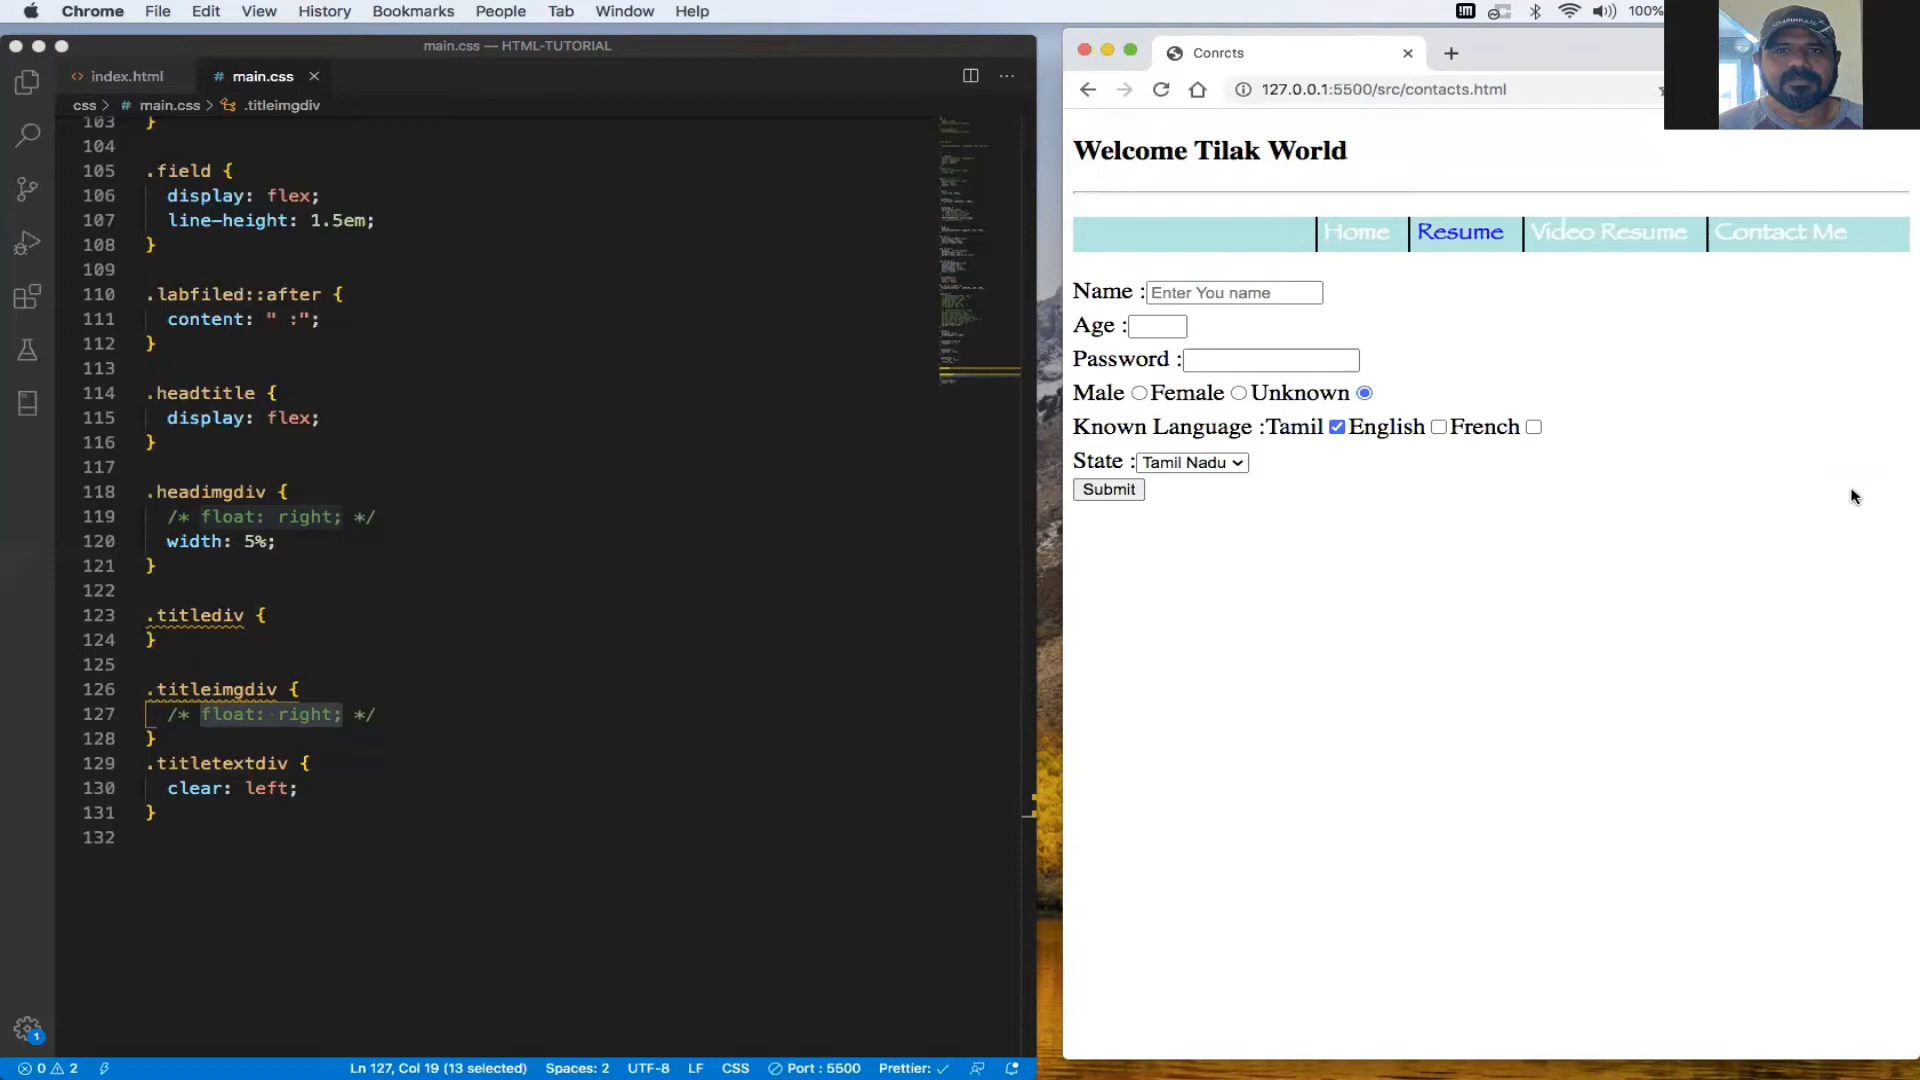 Chrome File Edit View History Bookmarks People Tab Window Help 100%
main.css — HTML-TUTORIAL
index.html # main.css
css > # main.css > .titleimgdiv
103 }
104
105 .field {
106 display: flex;
107 line-height: 1.5em;
108 }
109
110 .labfiled::after {
111 content: " :";
112 }
113
114 .headtitle {
115 display: flex;
116 }
117
118 .headimgdiv {
119 /* float: right; */
120 width: 5%;
121 }
122
123 .titlediv {
124 }
125
126 .titleimgdiv {
127 /* float: right; */
128 }
129 .titletextdiv {
130 clear: left;
131 }
132
1
0 2 Ln 127, Col 19 (13 selected) Spaces: 2 UTF-8 LF CSS Port : 5500 Prettier: ✓
Conrcts
127.0.0.1:5500/src/contacts.html
Welcome Tilak World
Home Resume Video Resume Contact Me
Name : Enter You name
Age :
Password :
Male Female Unknown
Known Language :Tamil English French
State : Tamil Nadu
Submit